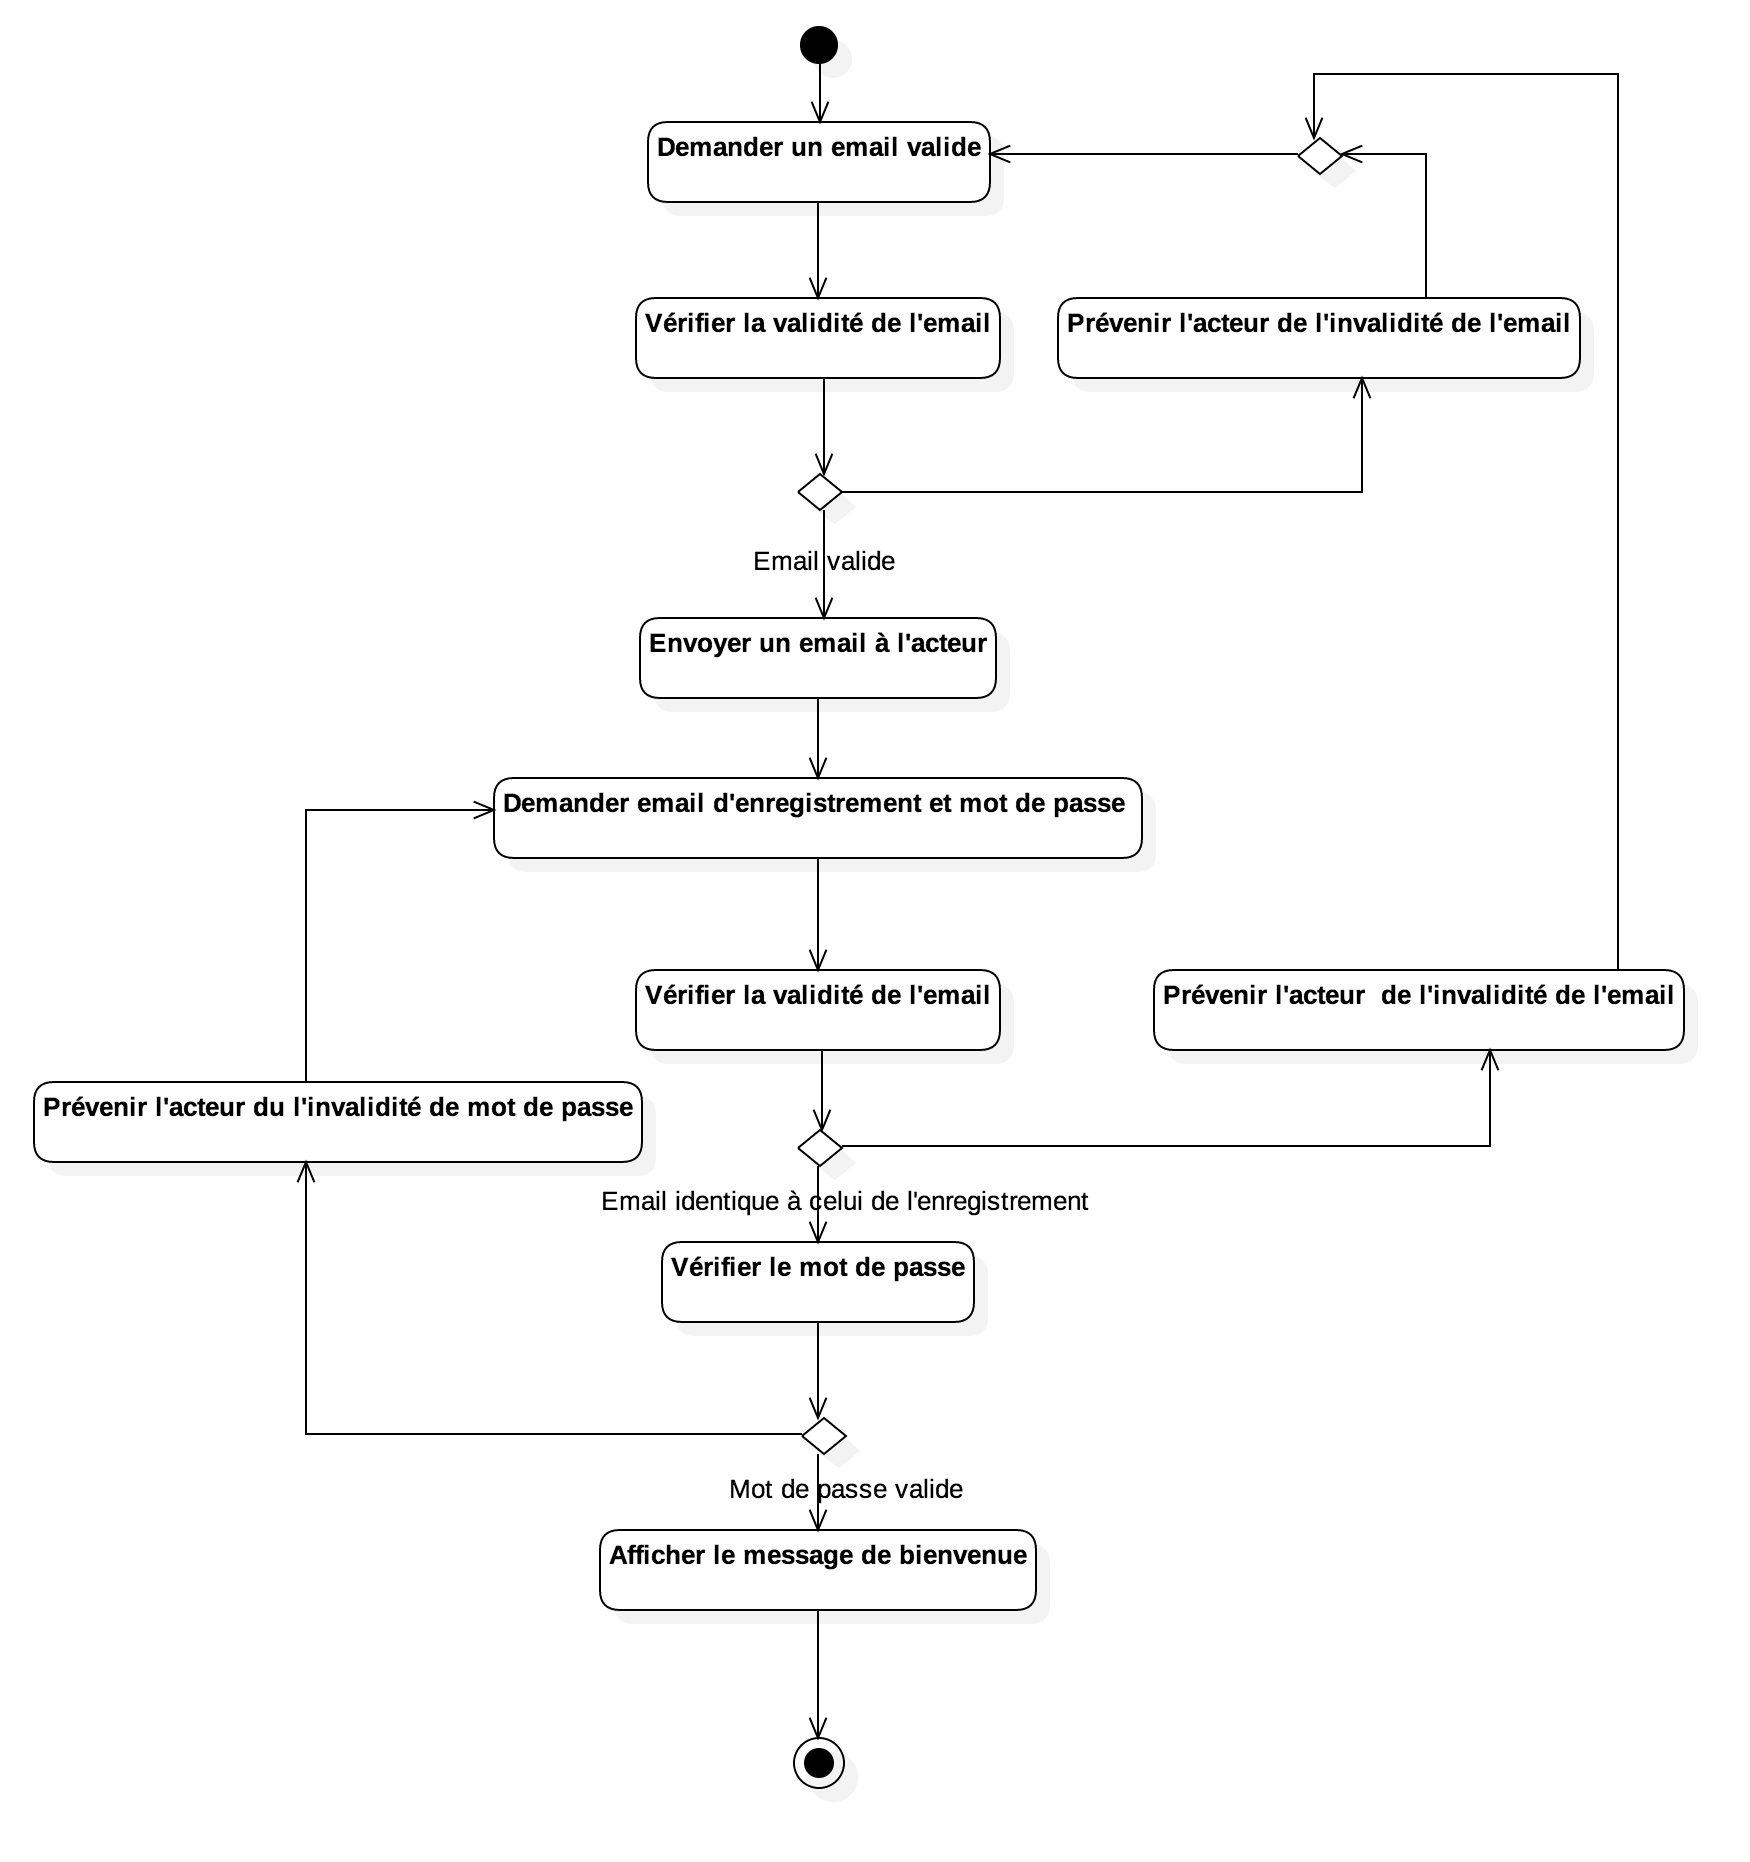 Demander un email valide
Vérifier la validité de l'email
Prévenir l'acteur de l'invalidité de l'email
Email valide
Envoyer un email à l'acteur
Demander email d'enregistrement et mot de passe
Vérifier la validité de l'email
Prévenir l'acteur  de l'invalidité de l'email
Prévenir l'acteur du l'invalidité de mot de passe
Email identique à celui de l'enregistrement
Vérifier le mot de passe
Mot de passe valide
Afficher le message de bienvenue